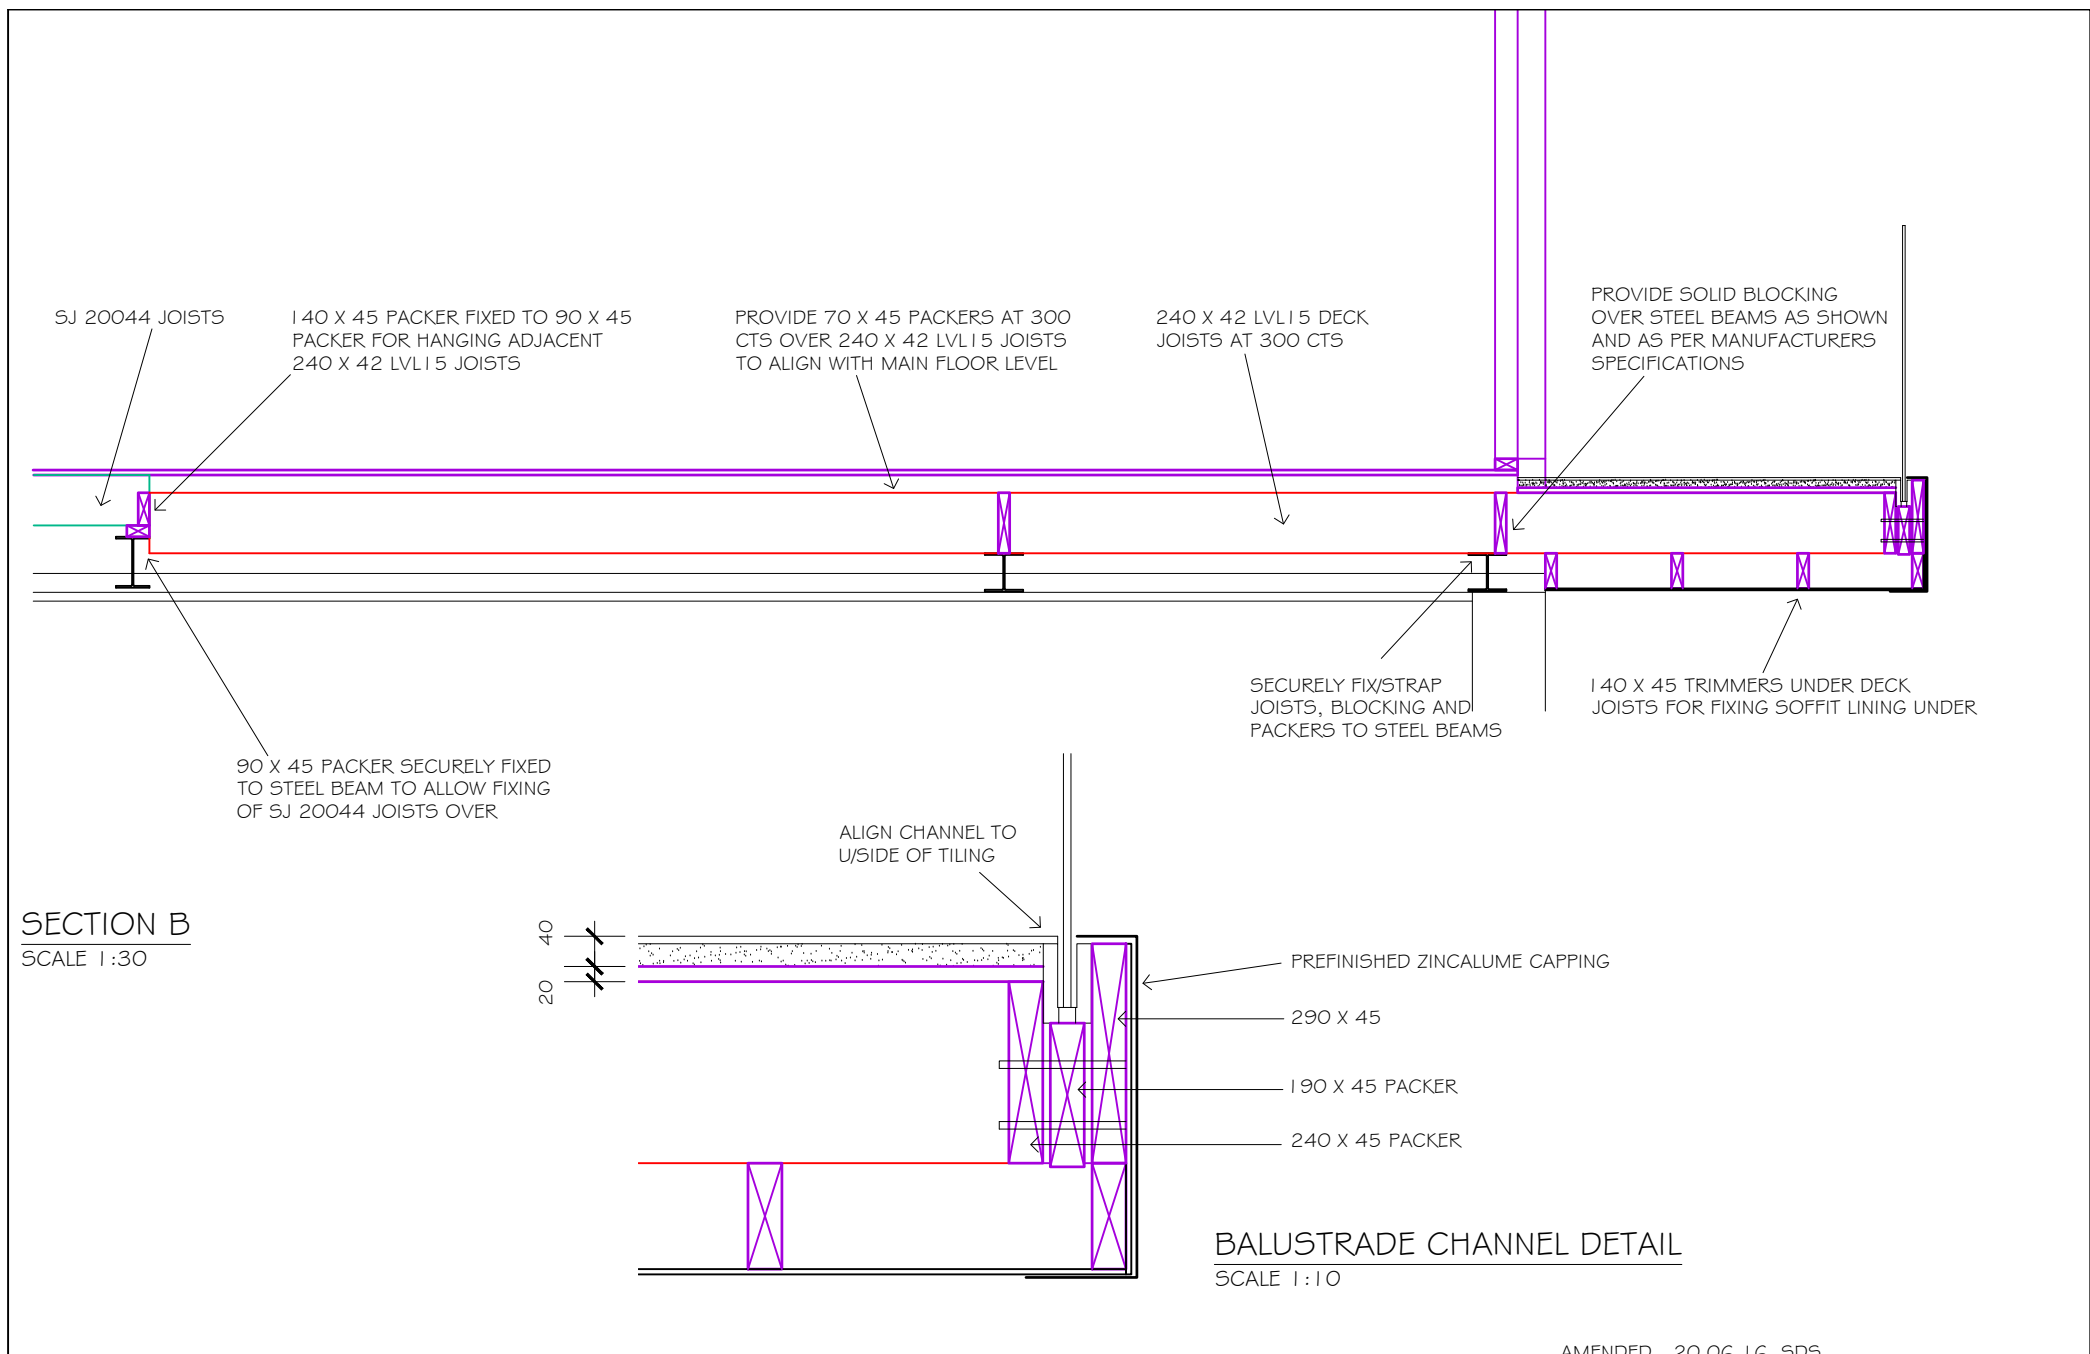 SJ 20044 JOISTS
140 X 45 PACKER FIXED TO 90 X 45
PACKER FOR HANGING ADJACENT
240 X 42 LVL15 JOISTS
PROVIDE 70 X 45 PACKERS AT 300
CTS OVER 240 X 42 LVL15 JOISTS
TO ALIGN WITH MAIN FLOOR LEVEL
240 X 42 LVL15 DECK
JOISTS AT 300 CTS
PROVIDE SOLID BLOCKING
OVER STEEL BEAMS AS SHOWN
AND AS PER MANUFACTURERS
SPECIFICATIONS
SECURELY FIX/STRAP
JOISTS, BLOCKING AND
PACKERS TO STEEL BEAMS
140 X 45 TRIMMERS UNDER DECK
JOISTS FOR FIXING SOFFIT LINING UNDER
90 X 45 PACKER SECURELY FIXED
TO STEEL BEAM TO ALLOW FIXING
OF SJ 20044 JOISTS OVER
SECTION B
SCALE 1:30
ALIGN CHANNEL TO
U/SIDE OF TILING
40
20
PREFINISHED ZINCALUME CAPPING
290 X 45
190 X 45 PACKER
240 X 45 PACKER
BALUSTRADE CHANNEL DETAIL
SCALE 1:10
AMENDED 20.06.16 SDS